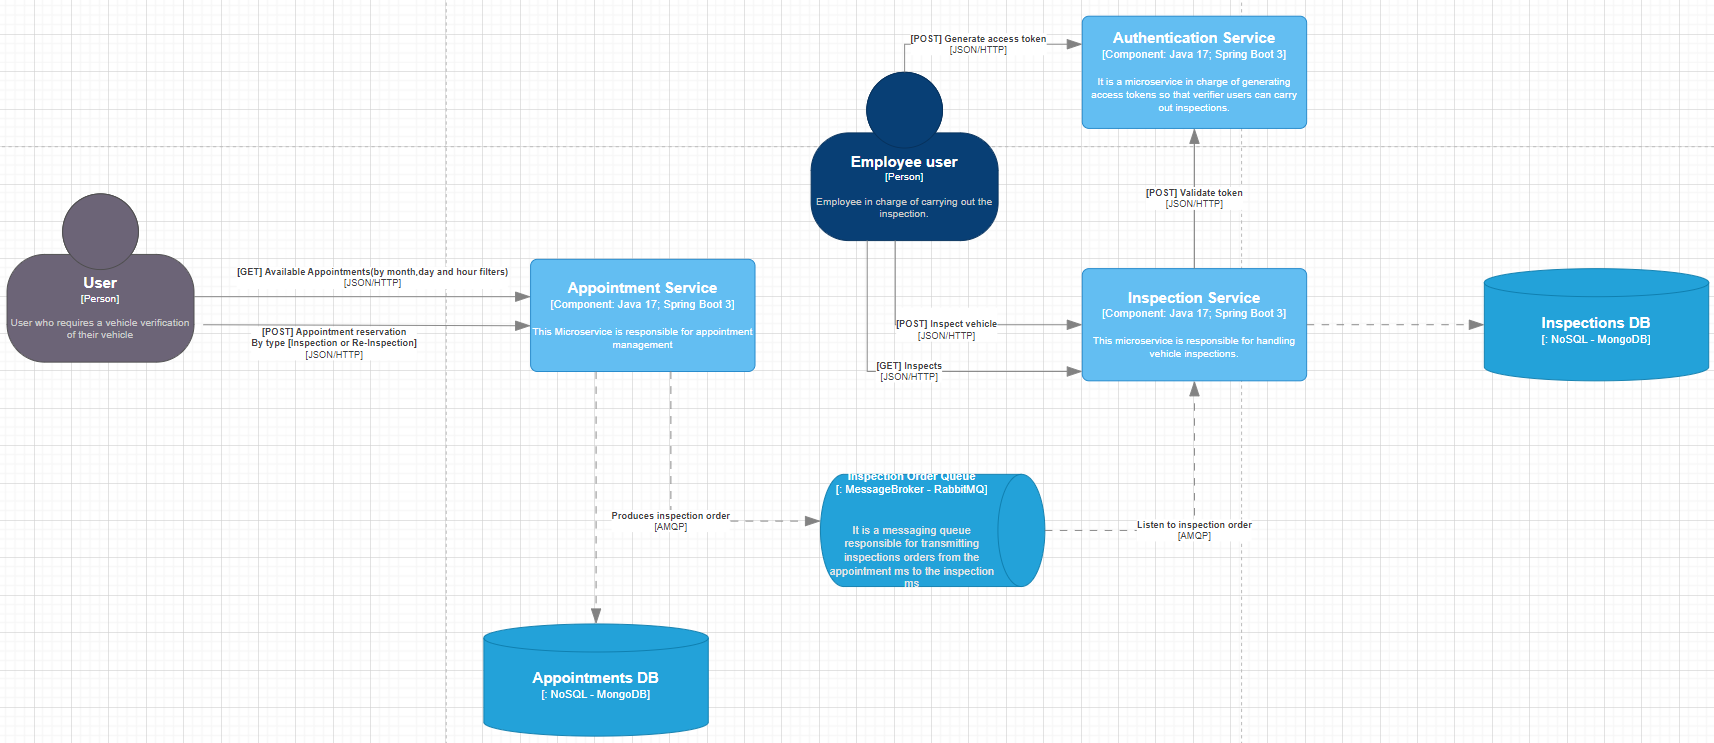 [POST] Generate access token
[JSON/HTTP]
Authentication Service
[Component: Java 17; Spring Boot 3]
It is a microservice in charge of generating
access tokens so that verifier users can carry
out inspections.
Employee user
[Person]
Employee in charge of carrying out the
inspection.
[POST] Validate token
[JSON/HTTP]
User
[Person]
User who requires a vehicle verification
of their vehicle
[GET] Available Appointments(by month,day and hour filters)
[JSON/HTTP]
[POST] Appointment reservation
By type [Inspection or Re-Inspection]
[JSON/HTTP]
Appointment Service
[Component: Java 17; Spring Boot 3]
This Microservice is responsible for appointment
management
[POST] Inspect vehicle
[JSON/HTTP]
[GET] Inspects
[JSON/HTTP]
Inspection Service
[Component: Java 17; Spring Boot 3]
This microservice is responsible for handling
vehicle inspections.
Inspections DB
[: NoSQL - MongoDB]
Produces inspection order
[AMQP]
Inspection Order Queue
[: MessageBroker - RabbitMQ]
It is a messaging queue
responsible for transmitting
inspections orders from the
appointment ms to the inspection
ms
Listen to inspection order
[AMQP]
Appointments DB
[: NoSQL - MongoDB]